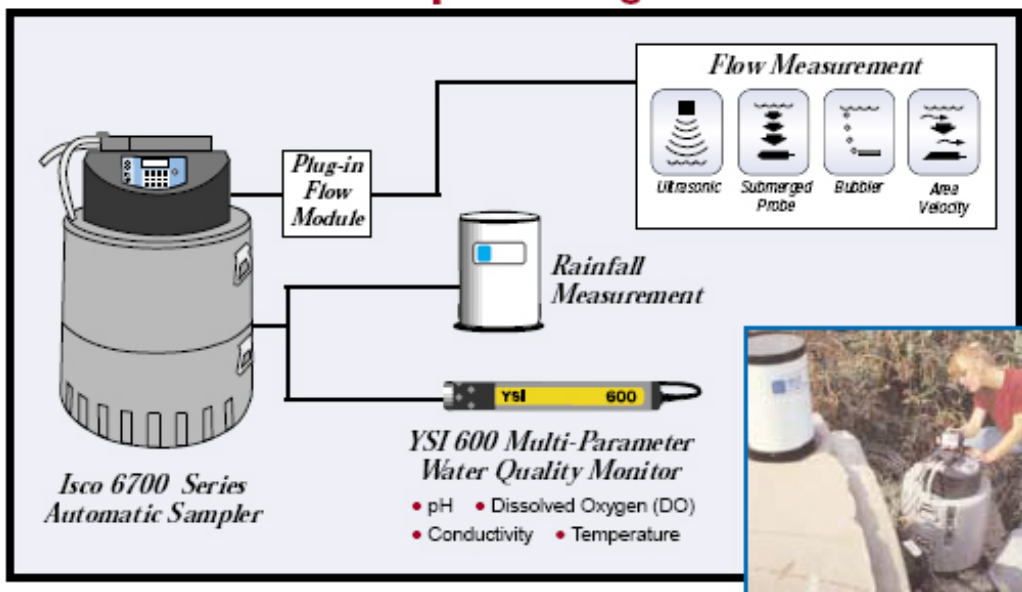 Flow Measurement
Ultrasonic
Submerged
Probe
Bubbler
Area
Velocity
Plug-in
Flow
Module
Rainfall
Measurement
YSI 600
YSI 600 Multi-Parameter
Water Quality Monitor
• pH • Dissolved Oxygen (DO)
• Conductivity • Temperature
Isco 6700 Series
Automatic Sampler